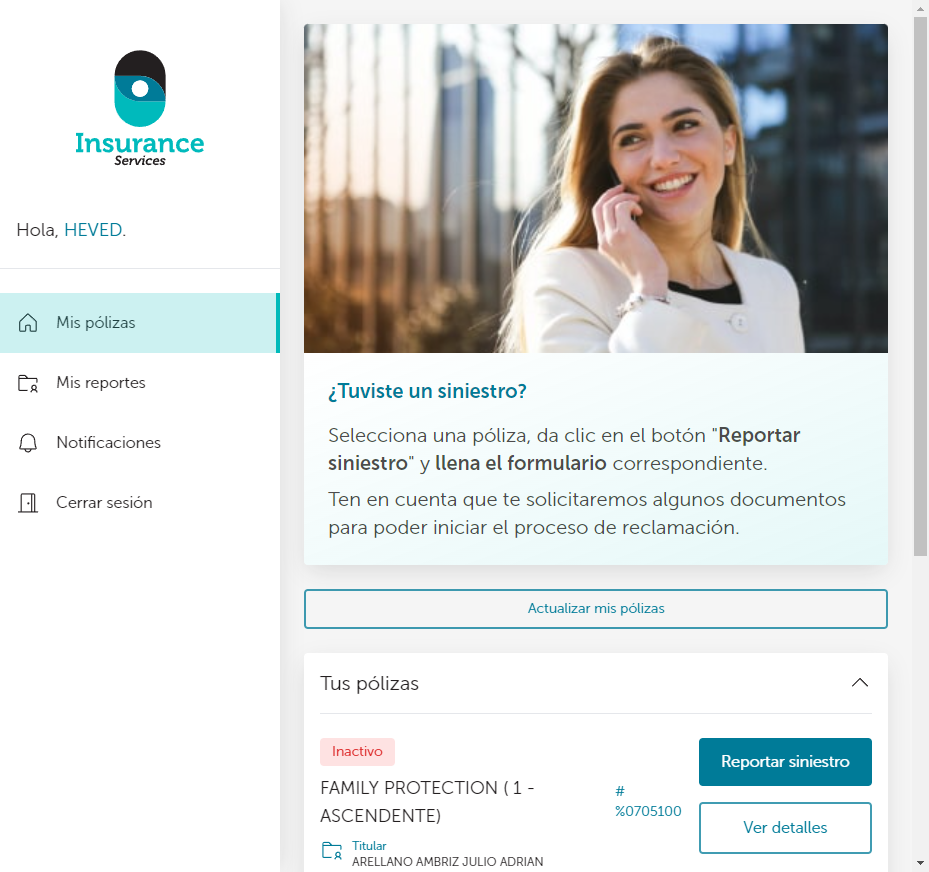 Insurance
Services
Hola, HEVED.
Mis pólizas
Mis reportes
Notificaciones
Cerrar sesión
¿Tuviste un siniestro?
Selecciona una póliza, da clic en el botón "Reportar
siniestro" y llena el formulario correspondiente.
Ten en cuenta que te solicitaremos algunos documentos
para poder iniciar el proceso de reclamación.
Actualizar mis pólizas
Tus pólizas
Inactivo
FAMILY PROTECTION ( 1 -
ASCENDENTE)
Titular
ARELLANO AMBRIZ JULIO ADRIAN
#
%0705100
Reportar siniestro
Ver detalles